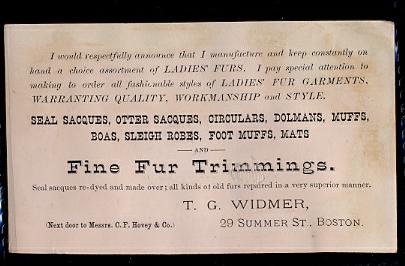 I would respectfully announce that I manufacture and keep constantly on
hand a choice assortment of LADIES' FURS. I pay special attention to
making to order all fashionable styles of LADIES' FUR GARMENTS,
WARRANTING QUALITY, WORKMANSHIP and STYLE.
SEAL SACQUES, OTTER SACQUES, CIRCULARS, DOLMANS, MUFFS,
BOAS, SLEIGH ROBES, FOOT MUFFS, MATS
— AND —
Fine Fur Trimmings.
Seal sacques re-dyed and made over; all kinds of old furs repaired in a very superior manner.
T. G. WIDMER,
(Next door to Messrs. C. F. Hovey & Co.) 29 SUMMER ST., BOSTON.